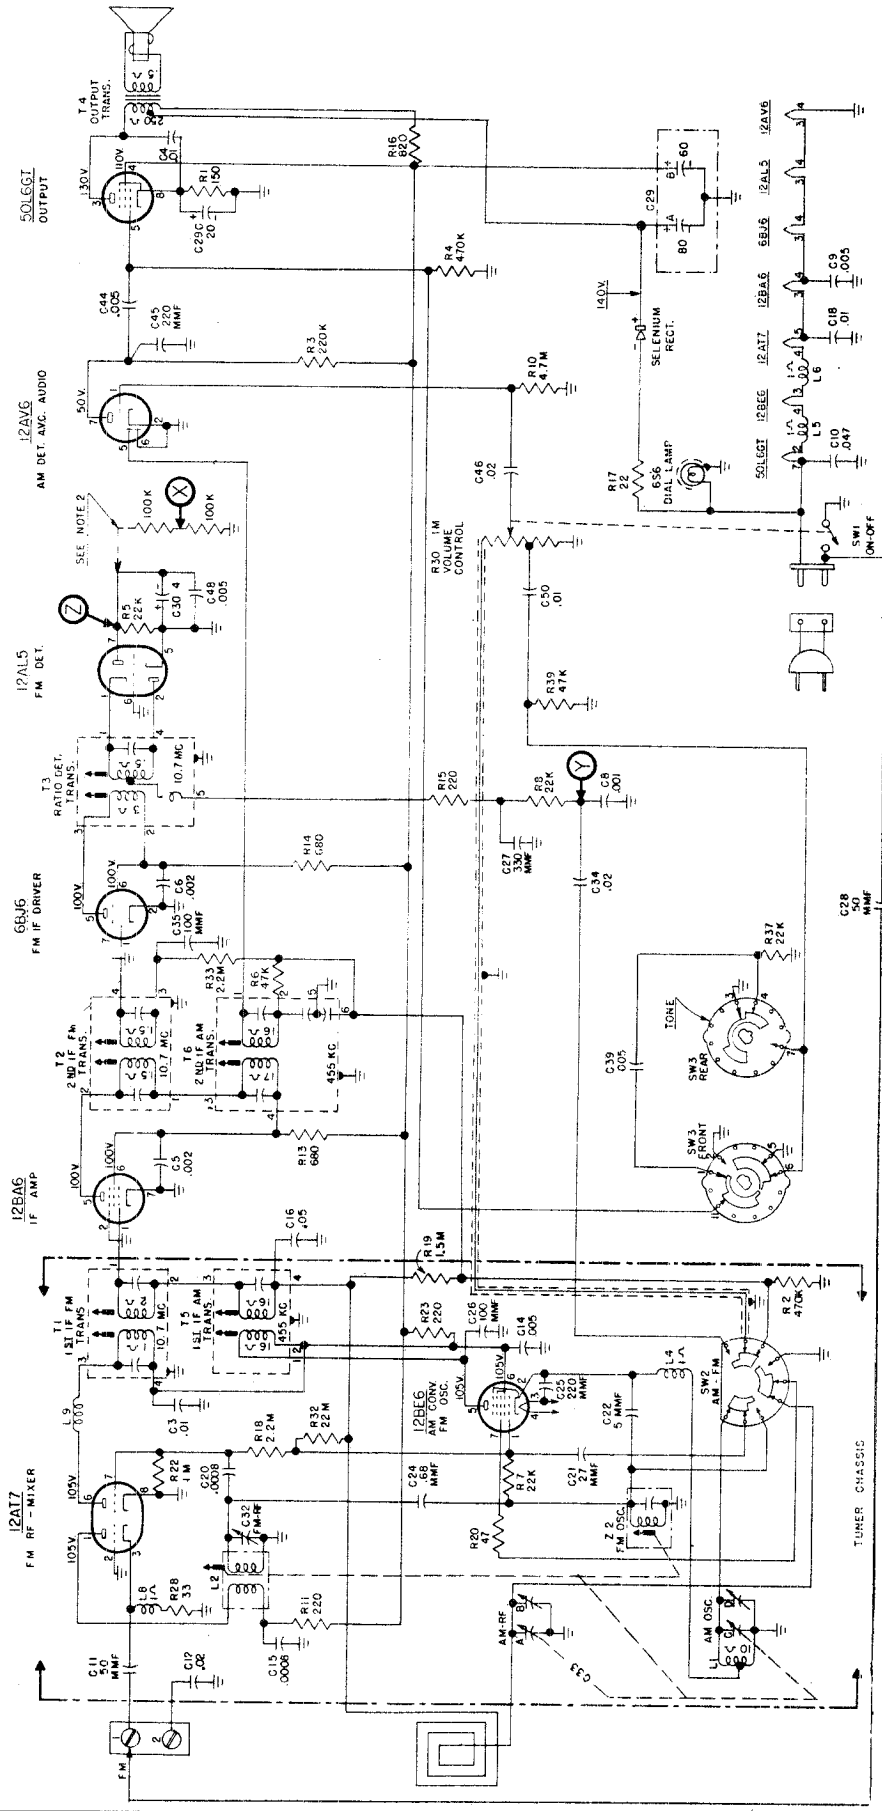 12AT7
FM RF - MIXER
12BA6
IF AMP
6BJ6
FM IF DRIVER
12AL5
FM DET.
12AV6
AM DET. AVC. AUDIO
50L6GT
OUTPUT
T4
OUTPUT
TRANS.
250
FM
1
2
C11
50
MMF
C12
.02
L8
R28
33
105V.
105V.
R22
1M
L9
T1
1ST IF FM
TRANS.
10.7 MC
C3
.01
T5
1ST IF AM
TRANS.
455 KC
C16
.05
100V.
100V.
C5
.002
R13
680
T2
2ND IF FM
TRANS.
10.7 MC
T6
2ND IF AM
TRANS.
455 KC
C35
100
MMF
R33
2.2M
R6
47K
100V.
100V.
C6
.002
R14
680
T3
RATIO DET.
TRANS.
10.7 MC
Z
R5
22K
C30 4
C48
.005
SEE NOTE 2
100K
X
100K
50V.
C44
.005
C45
220
MMF
R3
220K
130V.
110V.
C4
.01
R1
150
C29C
20
R4
470K
R16
820
C15
.0008
R11
220
L2
C32
FM-RF
C20
.0008
R18
2.2M
R32
22M
C24
.68
MMF
R20
47
R7
22K
12BE6
AM CONV.
FM OSC.
105V.
105V.
R23
220
C26
100
MMF
R19
1.5M
C14
.005
C25
220
MMF
C21
27
MMF
C22
5 MMF
L4
Z2
FM OSC.
AM-RF
A
B
C33
AM OSC.
L1
C
D
SW2
AM - FM
R2
470K
TUNER CHASSIS
R15
220
C27
330
MMF
R8
22K
Y
C8
.001
C34
.02
R39
47K
C50
.01
R30 1M
VOLUME
CONTROL
C46
.02
R10
4.7M
SW3
FRONT
SW3
REAR
TONE
C39
.005
R37
22K
C28
50
MMF
R17
22
6S6
DIAL LAMP
SELENIUM
RECT.
140V.
C29
A
80
B
60
SW1
ON-OFF
50L6GT
12BE6
12AT7
12BA6
6BJ6
12AL5
12AV6
L5
L6
C10
.047
C18
.01
C9
.005